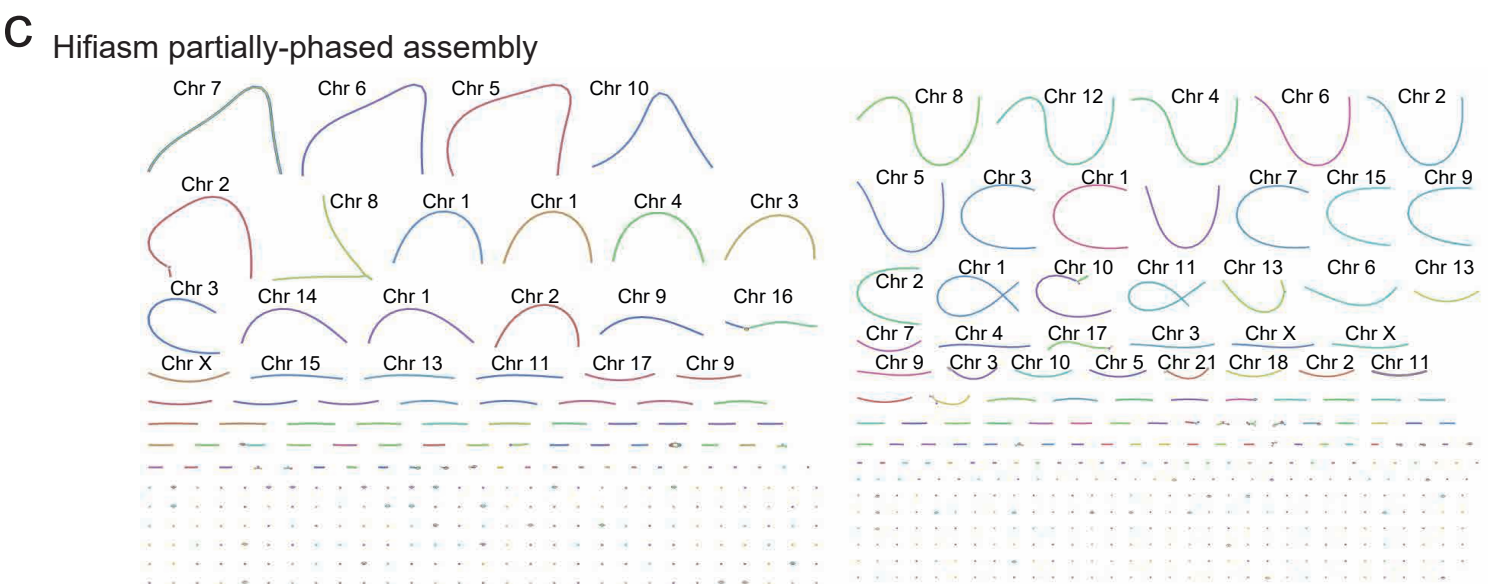 C Hifiasm partially-phased assembly
Chr 7 Chr 6 Chr 5 Chr 10
Chr 2 Chr 8 Chr 1 Chr 1 Chr 4 Chr 3
Chr 3 Chr 14 Chr 1 Chr 2 Chr 9 Chr 16
Chr X Chr 15 Chr 13 Chr 11 Chr 17 Chr 9
Chr 8 Chr 12 Chr 4 Chr 6 Chr 2
Chr 5 Chr 3 Chr 1 Chr 7 Chr 15 Chr 9
Chr 2 Chr 1 Chr 10 Chr 11 Chr 13 Chr 6 Chr 13
Chr 7 Chr 4 Chr 17 Chr 3 Chr X Chr X
Chr 9 Chr 3 Chr 10 Chr 5 Chr 21 Chr 18 Chr 2 Chr 11